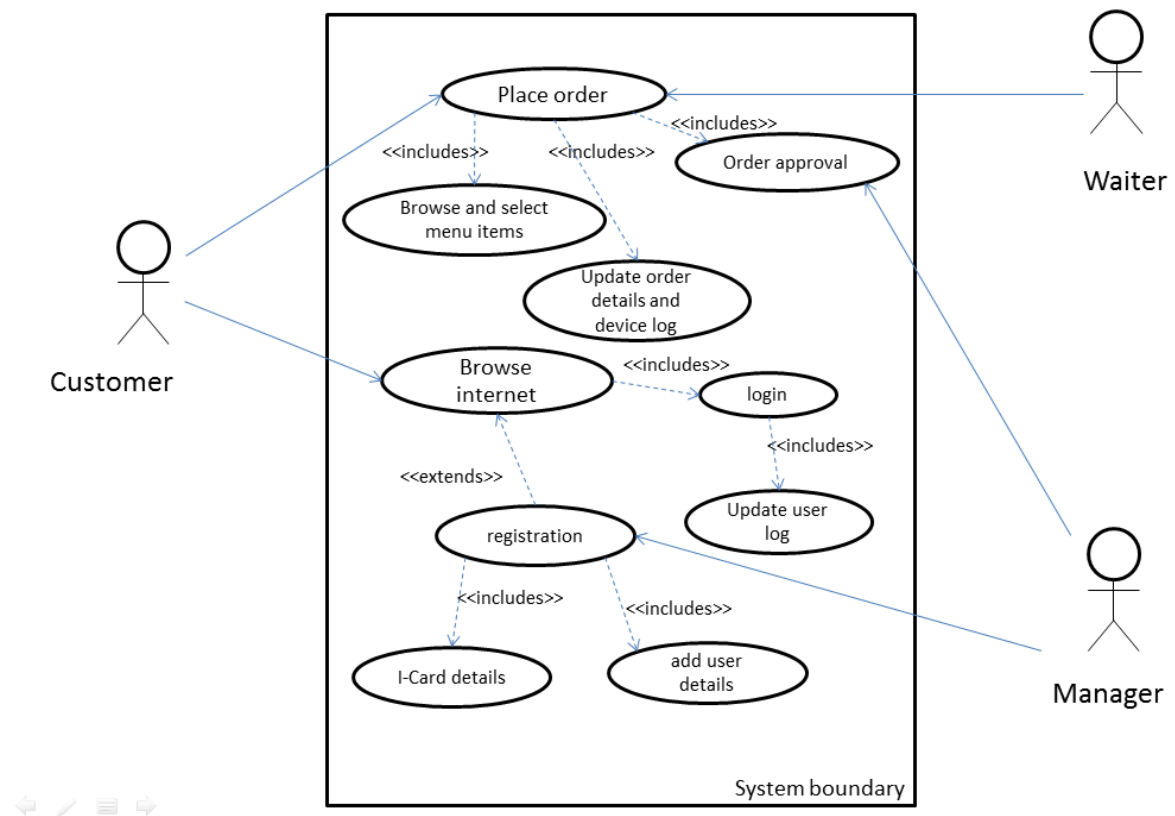 Place order
<<includes>>
<<includes>>
<<includes>>
Order approval
Waiter
Browse and select
menu items
Update order
details and
device log
Customer
Browse
internet
<<includes>>
login
<<includes>>
<<extends>>
Update user
log
registration
<<includes>>
<<includes>>
I-Card details
add user
details
Manager
System boundary